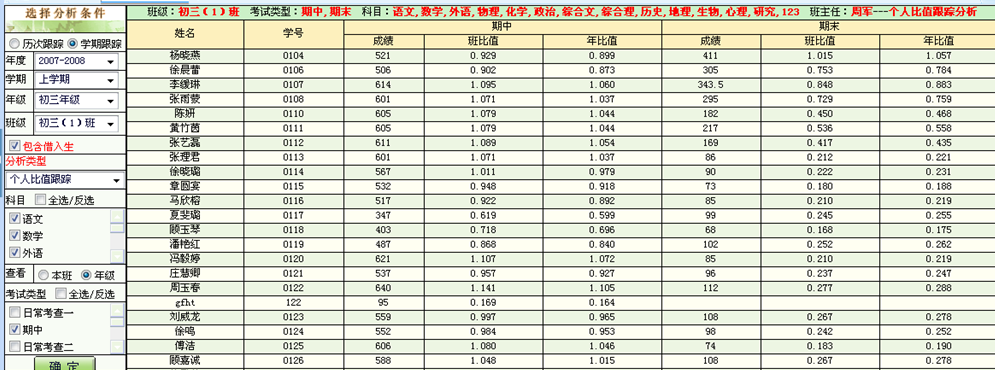 选择分析条件
历次跟踪 学期跟踪
年度 2007-2008
学期 上学期
年级 初三年级
班级 初三(1)班
包含借入生
分析类型
个人比值跟踪
科目 全选/反选
语文
数学
外语
查看 本班 年级
考试类型 全选/反选
日常考查一
期中
日常考查二
确 定
班级:初三(1)班 考试类型:期中,期末 科目:语文,数学,外语,物理,化学,政治,综合文,综合理,历史,地理,生物,心理,研究,123 班主任:周军---个人比值跟踪分析
姓名 学号 期中 期末
成绩 班比值 年比值 成绩 班比值 年比值
杨晓燕 0104 521 0.929 0.899 411 1.015 1.057
徐晨蕾 0106 506 0.902 0.873 305 0.753 0.784
李缓琳 0107 614 1.095 1.060 343.5 0.848 0.883
张雨蒙 0108 601 1.071 1.037 295 0.729 0.759
陈妍 0110 605 1.079 1.044 182 0.450 0.468
黄竹茵 0111 605 1.079 1.044 217 0.536 0.558
张艺磊 0112 611 1.089 1.054 169 0.417 0.435
张理君 0113 601 1.071 1.037 86 0.212 0.221
徐晓璐 0114 567 1.011 0.979 90 0.222 0.231
章圆宾 0115 532 0.948 0.918 73 0.180 0.188
马欣榕 0116 517 0.922 0.892 85 0.210 0.219
夏斐璐 0117 347 0.619 0.599 99 0.245 0.255
顾玉琴 0118 403 0.718 0.696 68 0.168 0.175
潘艳红 0119 487 0.868 0.840 102 0.252 0.262
冯毅婷 0120 621 1.107 1.072 85 0.210 0.219
庄慧卿 0121 537 0.957 0.927 96 0.237 0.247
周玉春 0122 640 1.141 1.105 112 0.277 0.288
gfht 122 95 0.169 0.164
刘威龙 0123 559 0.997 0.965 108 0.267 0.278
徐鸣 0124 552 0.984 0.953 98 0.242 0.252
傅洁 0125 606 1.080 1.046 74 0.183 0.190
顾嘉诚 0126 588 1.048 1.015 108 0.267 0.278